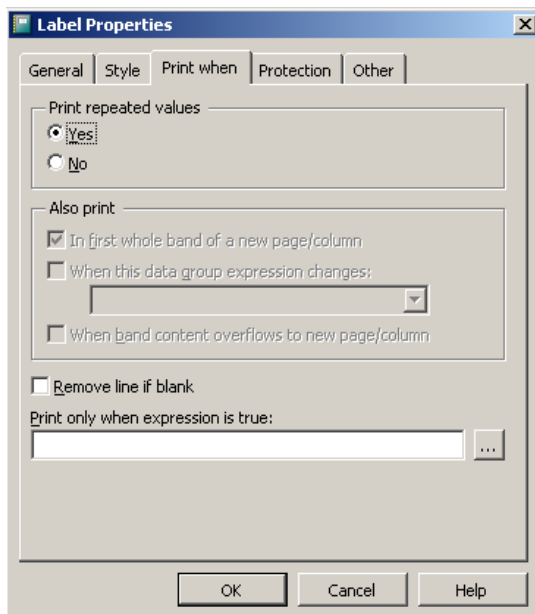 Label Properties
General Style Print when Protection Other
Print repeated values
Yes
No
Also print
In first whole band of a new page/column
When this data group expression changes:
When band content overflows to new page/column
Remove line if blank
Print only when expression is true:
...
OK Cancel Help